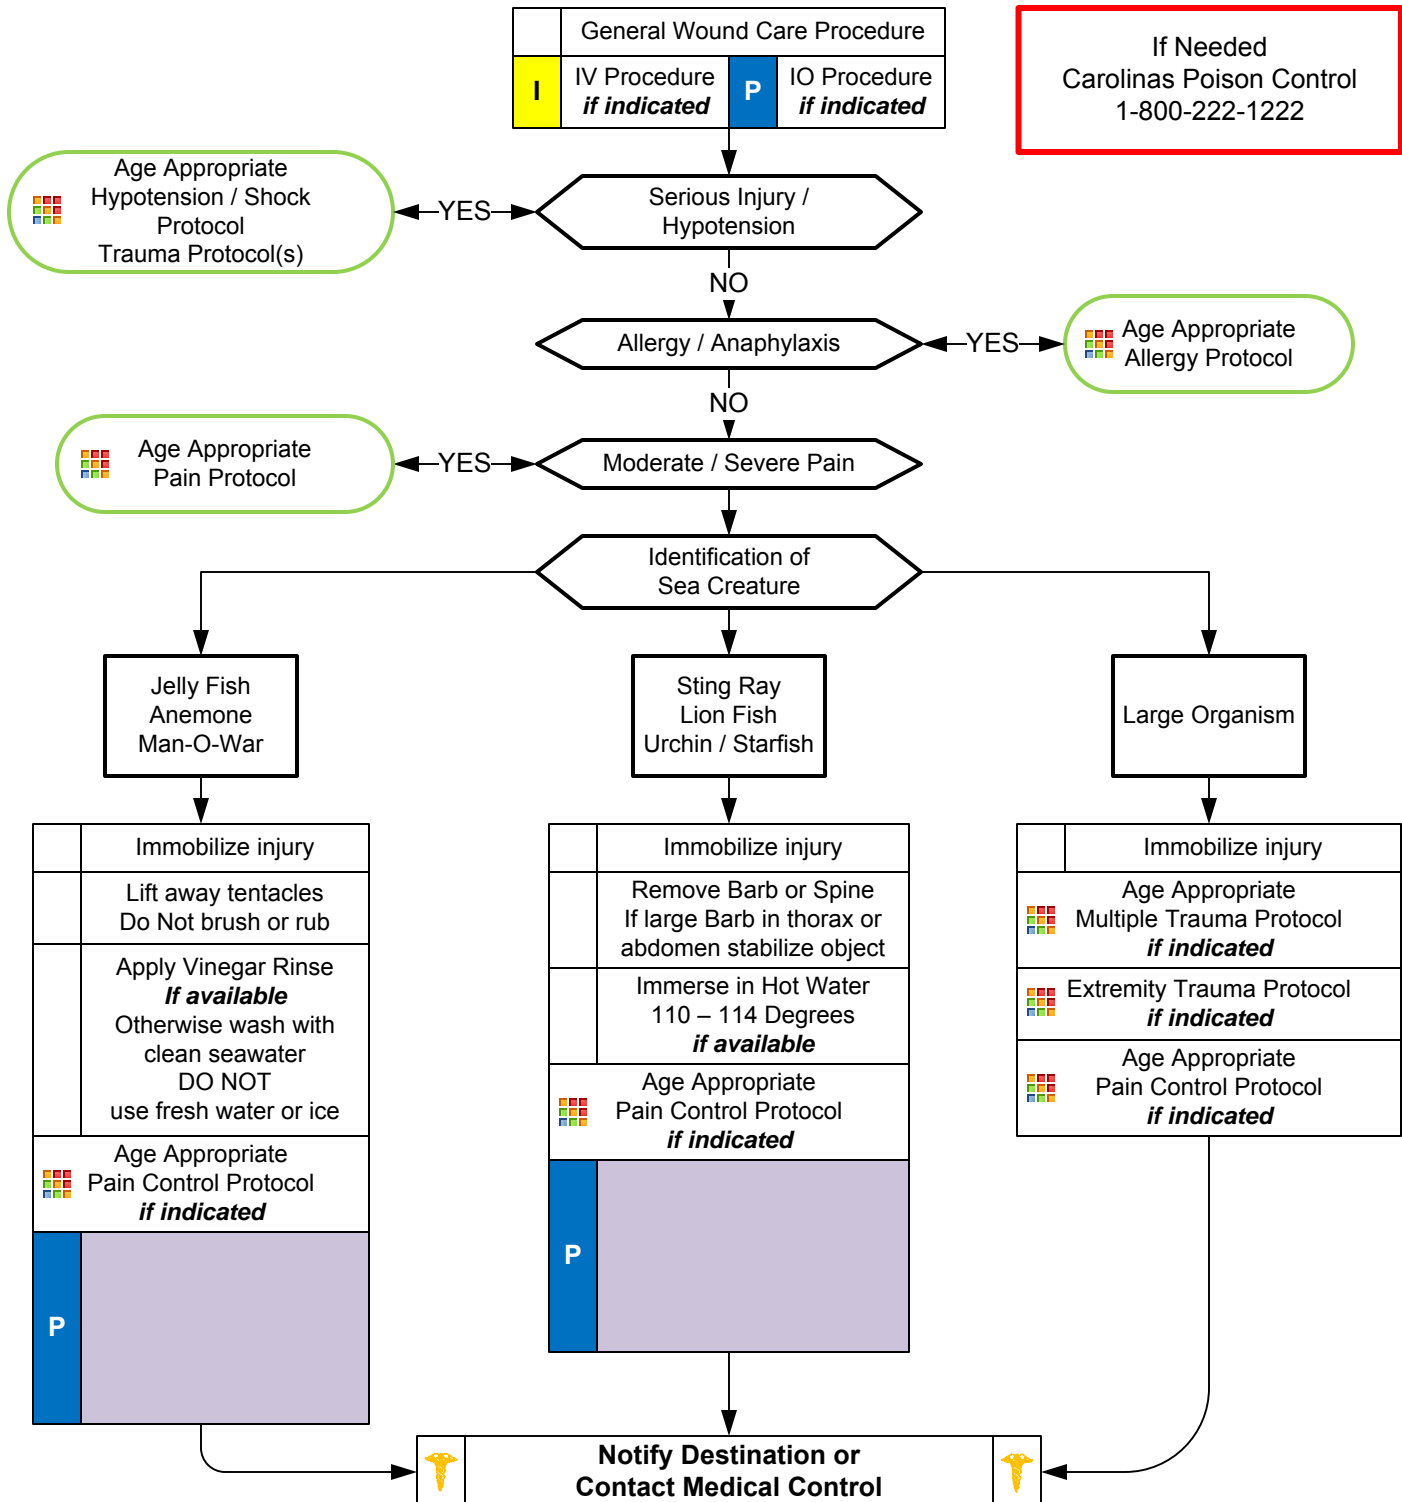 General Wound Care Procedure
I
IV Procedure
if indicated
P
IO Procedure
if indicated
If Needed
Carolinas Poison Control
1-800-222-1222
Age Appropriate
Hypotension / Shock
Protocol
Trauma Protocol(s)
YES
Serious Injury /
Hypotension
NO
Allergy / Anaphylaxis
YES
Age Appropriate
Allergy Protocol
NO
Age Appropriate
Pain Protocol
YES
Moderate / Severe Pain
Identification of
Sea Creature
Jelly Fish
Anemone
Man-O-War
Sting Ray
Lion Fish
Urchin / Starfish
Large Organism
Immobilize injury
Lift away tentacles
Do Not brush or rub
Apply Vinegar Rinse
If available
Otherwise wash with
clean seawater
DO NOT
use fresh water or ice
Age Appropriate
Pain Control Protocol
if indicated
P
Immobilize injury
Remove Barb or Spine
If large Barb in thorax or
abdomen stabilize object
Immerse in Hot Water
110 – 114 Degrees
if available
Age Appropriate
Pain Control Protocol
if indicated
P
Immobilize injury
Age Appropriate
Multiple Trauma Protocol
if indicated
Extremity Trauma Protocol
if indicated
Age Appropriate
Pain Control Protocol
if indicated
Notify Destination or
Contact Medical Control